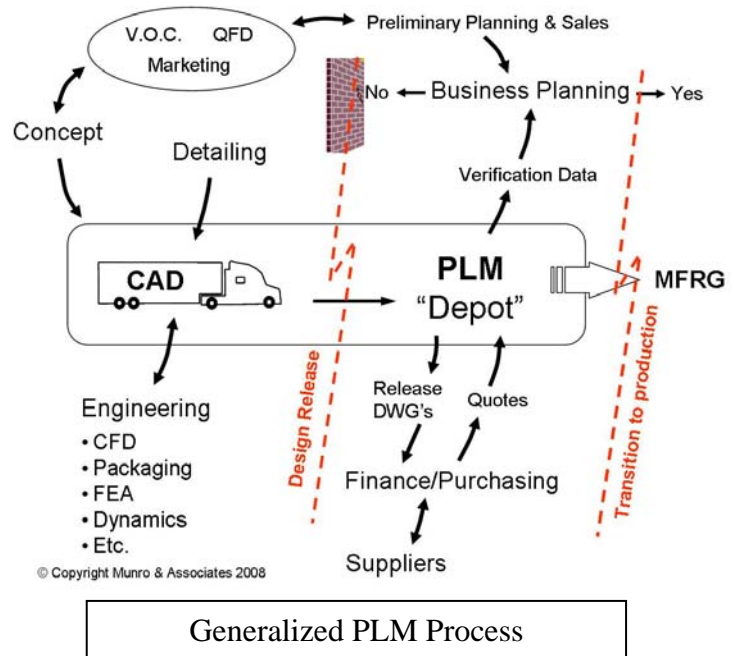 V.O.C. QFD
Marketing
Preliminary Planning & Sales
No
Business Planning
Yes
Concept
Detailing
Verification Data
CAD
PLM
"Depot"
MFRG
Design Release
Transition to production
Engineering
• CFD
• Packaging
• FEA
• Dynamics
• Etc.
Release
DWG's
Quotes
Finance/Purchasing
Suppliers
© Copyright Munro & Associates 2008
Generalized PLM Process